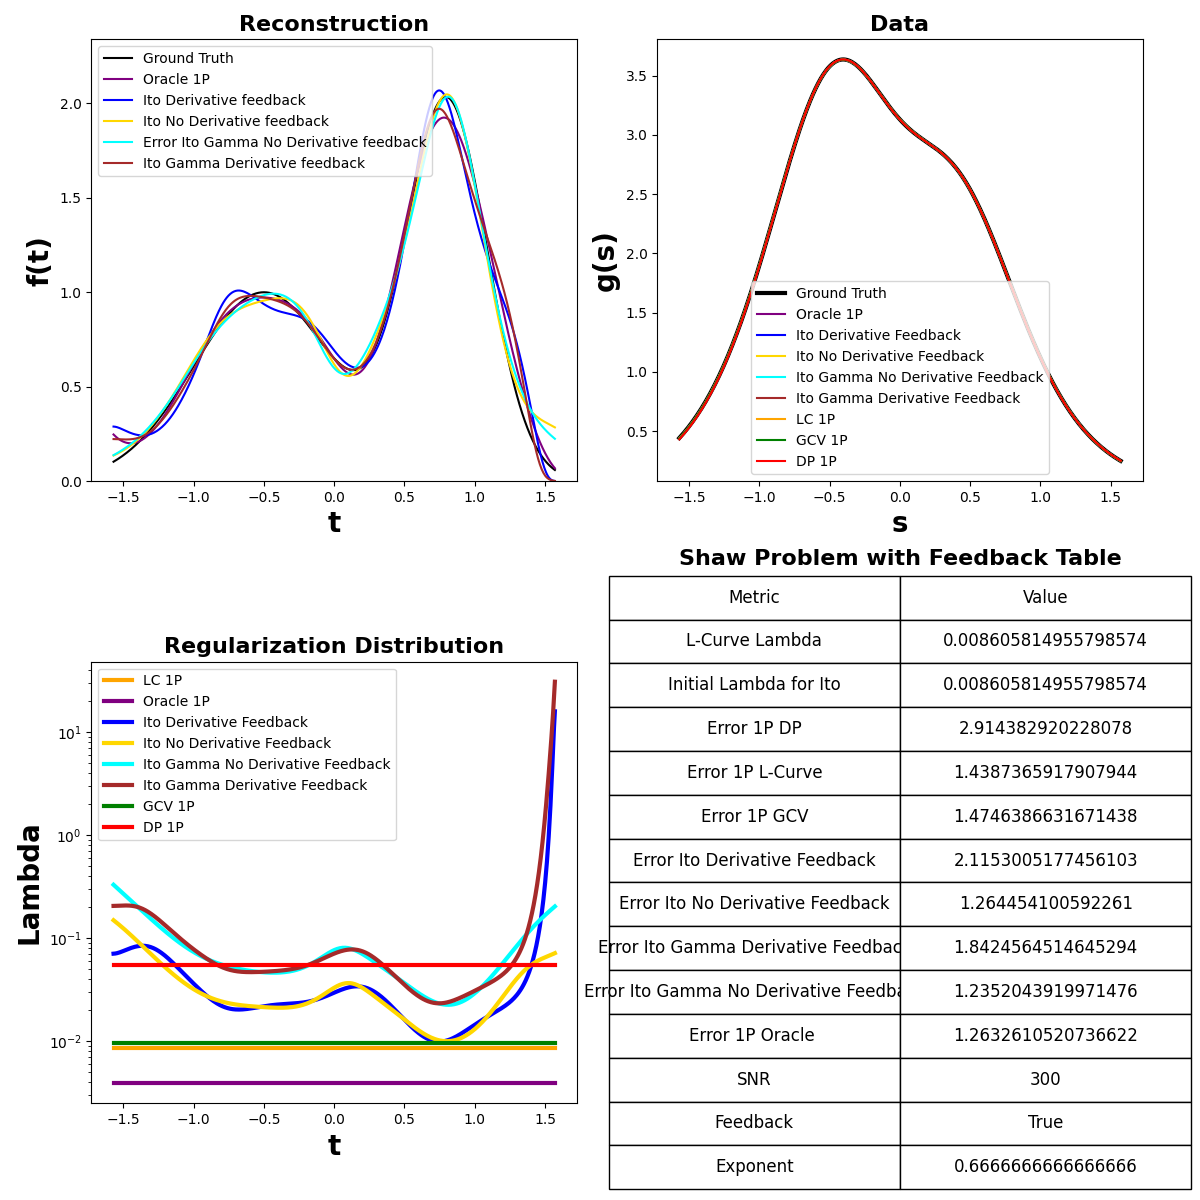 Reconstruction
Ground Truth
Oracle 1P
Ito Derivative feedback
Ito No Derivative feedback
Error Ito Gamma No Derivative feedback
Ito Gamma Derivative feedback
f(t)
2.0
1.5
1.0
0.5
0.0
−1.5 −1.0 −0.5 0.0 0.5 1.0 1.5
t
Data
g(s)
3.5
3.0
2.5
2.0
1.5
1.0
0.5
Ground Truth
Oracle 1P
Ito Derivative Feedback
Ito No Derivative Feedback
Ito Gamma No Derivative Feedback
Ito Gamma Derivative Feedback
LC 1P
GCV 1P
DP 1P
−1.5 −1.0 −0.5 0.0 0.5 1.0 1.5
s
Regularization Distribution
LC 1P
Oracle 1P
Ito Derivative Feedback
Ito No Derivative Feedback
Ito Gamma No Derivative Feedback
Ito Gamma Derivative Feedback
GCV 1P
DP 1P
Lambda
10¹
10⁰
10⁻¹
10⁻²
−1.5 −1.0 −0.5 0.0 0.5 1.0 1.5
t
Shaw Problem with Feedback Table
Metric Value
L-Curve Lambda 0.008605814955798574
Initial Lambda for Ito 0.008605814955798574
Error 1P DP 2.914382920228078
Error 1P L-Curve 1.4387365917907944
Error 1P GCV 1.4746386631671438
Error Ito Derivative Feedback 2.1153005177456103
Error Ito No Derivative Feedback 1.264454100592261
Error Ito Gamma Derivative Feedbac 1.8424564514645294
Error Ito Gamma No Derivative Feedba 1.2352043919971476
Error 1P Oracle 1.2632610520736622
SNR 300
Feedback True
Exponent 0.6666666666666666